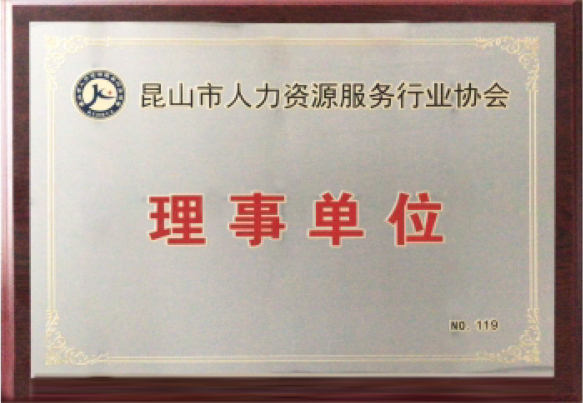 昆山市人力资源服务行业协会
理事单位
NO. 119